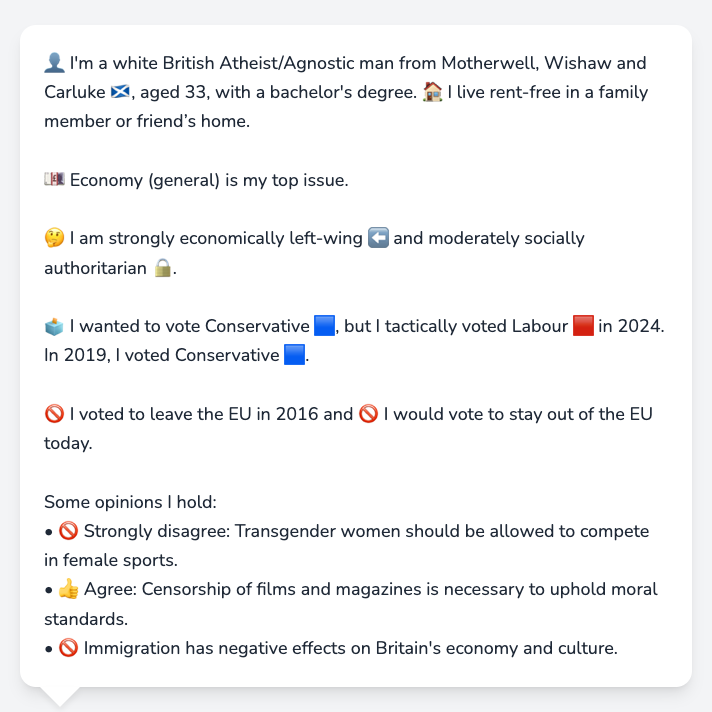 👤 I'm a white British Atheist/Agnostic man from Motherwell, Wishaw and
Carluke 🏴󠁧󠁢󠁳󠁣󠁴󠁿, aged 33, with a bachelor's degree. 🏠 I live rent-free in a family
member or friend’s home.
💷 Economy (general) is my top issue.
🤔 I am strongly economically left-wing ⬅️ and moderately socially
authoritarian 🔒.
🗳️ I wanted to vote Conservative 🟦, but I tactically voted Labour 🟥 in 2024.
In 2019, I voted Conservative 🟦.
🚫 I voted to leave the EU in 2016 and 🚫 I would vote to stay out of the EU
today.
Some opinions I hold:
• 🚫 Strongly disagree: Transgender women should be allowed to compete
in female sports.
• 👍 Agree: Censorship of films and magazines is necessary to uphold moral
standards.
• 🚫 Immigration has negative effects on Britain's economy and culture.